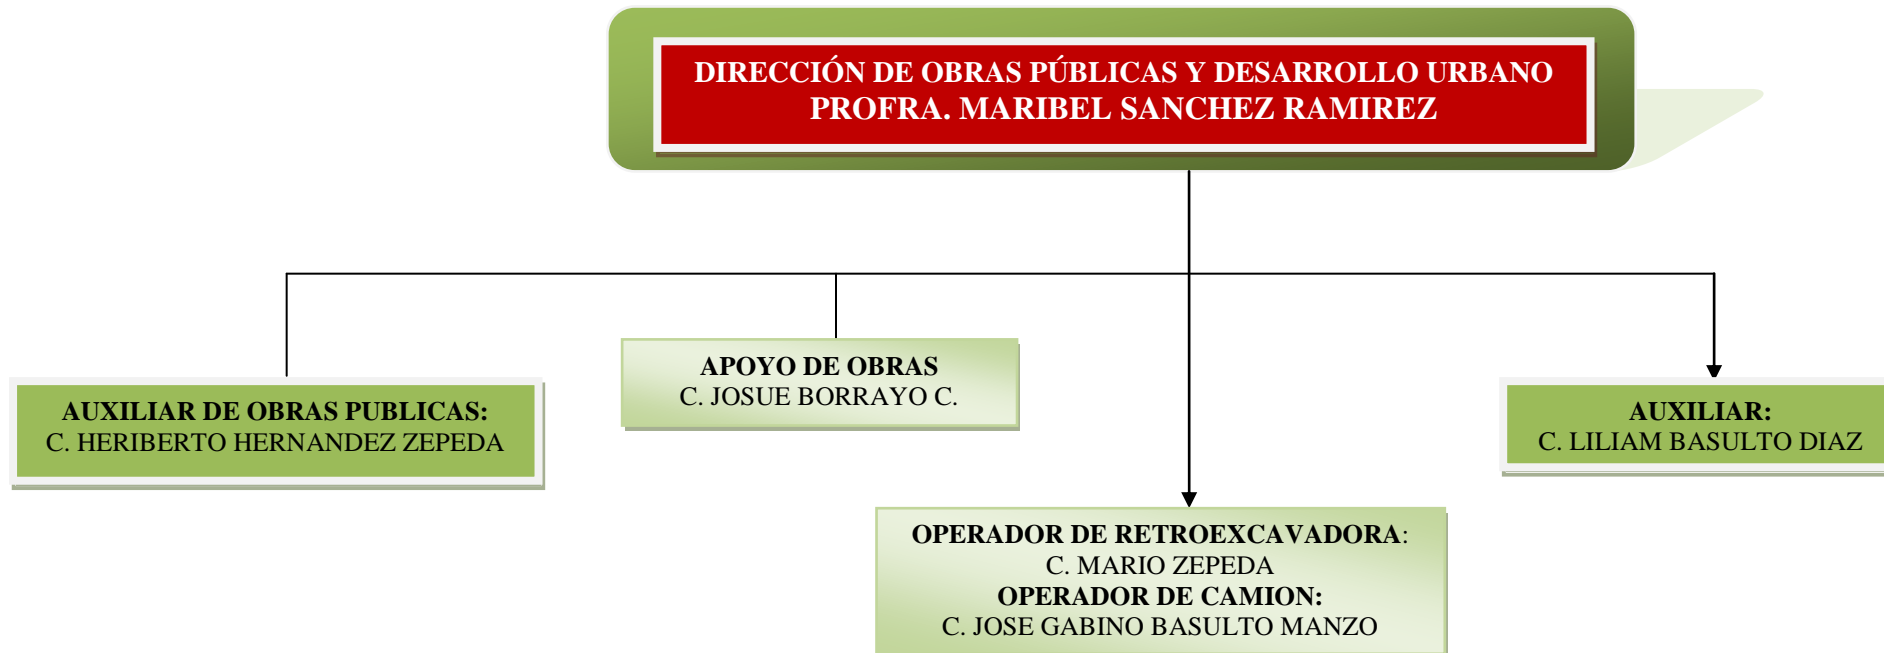 DIRECCIÓN DE OBRAS PÚBLICAS Y DESARROLLO URBANO
PROFRA. MARIBEL SANCHEZ RAMIREZ
APOYO DE OBRAS
C. JOSUE BORRAYO C.
AUXILIAR DE OBRAS PUBLICAS:
C. HERIBERTO HERNANDEZ ZEPEDA
AUXILIAR:
C. LILIAM BASULTO DIAZ
OPERADOR DE RETROEXCAVADORA:
C. MARIO ZEPEDA
OPERADOR DE CAMION:
C. JOSE GABINO BASULTO MANZO